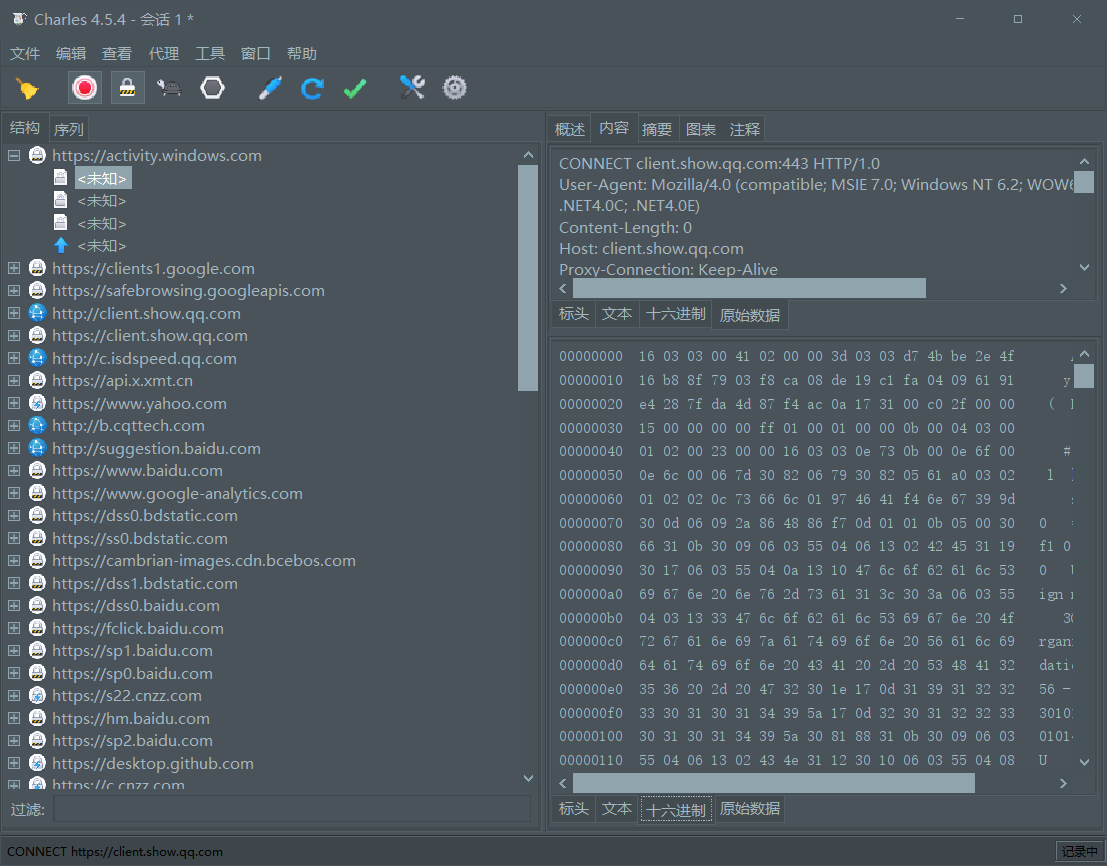 Charles 4.5.4 - 会话 1 *
文件 编辑 查看 代理 工具 窗口 帮助
结构 序列
https://activity.windows.com
<未知>
<未知>
<未知>
<未知>
https://clients1.google.com
https://safebrowsing.googleapis.com
http://client.show.qq.com
https://client.show.qq.com
http://c.isdspeed.qq.com
https://api.x.xmt.cn
https://www.yahoo.com
http://b.cqttech.com
http://suggestion.baidu.com
https://www.baidu.com
https://www.google-analytics.com
https://dss0.bdstatic.com
https://ss0.bdstatic.com
https://cambrian-images.cdn.bcebos.com
https://dss1.bdstatic.com
https://dss0.baidu.com
https://fclick.baidu.com
https://sp1.baidu.com
https://sp0.baidu.com
https://s22.cnzz.com
https://hm.baidu.com
https://sp2.baidu.com
https://desktop.github.com
https://c.cnzz.com
过滤:
概述 内容 摘要 图表 注释
CONNECT client.show.qq.com:443 HTTP/1.0
User-Agent: Mozilla/4.0 (compatible; MSIE 7.0; Windows NT 6.2; WOW6
.NET4.0C; .NET4.0E)
Content-Length: 0
Host: client.show.qq.com
Proxy-Connection: Keep-Alive
标头 文本 十六进制 原始数据
00000000 16 03 03 00 41 02 00 00 3d 03 03 d7 4b be 2e 4f
00000010 16 b8 8f 79 03 f8 ca 08 de 19 c1 fa 04 09 61 91 y
00000020 e4 28 7f da 4d 87 f4 ac 0a 17 31 00 c0 2f 00 00 (
00000030 15 00 00 00 00 ff 01 00 01 00 00 0b 00 04 03 00
00000040 01 02 00 23 00 00 16 03 03 0e 73 0b 00 0e 6f 00 #
00000050 0e 6c 00 06 7d 30 82 06 79 30 82 05 61 a0 03 02 l
00000060 01 02 02 0c 73 66 6c 01 97 46 41 f4 6e 67 39 9d
00000070 30 0d 06 09 2a 86 48 86 f7 0d 01 01 0b 05 00 30 0
00000080 66 31 0b 30 09 06 03 55 04 06 13 02 42 45 31 19 f1 0
00000090 30 17 06 03 55 04 0a 13 10 47 6c 6f 62 61 6c 53 0
000000a0 69 67 6e 20 6e 76 2d 73 61 31 3c 30 3a 06 03 55 ign
000000b0 04 03 13 33 47 6c 6f 62 61 6c 53 69 67 6e 20 4f 3
000000c0 72 67 61 6e 69 7a 61 74 69 6f 6e 20 56 61 6c 69 rgan
000000d0 64 61 74 69 6f 6e 20 43 41 20 2d 20 53 48 41 32 datio
000000e0 35 36 20 2d 20 47 32 30 1e 17 0d 31 39 31 32 32 56 -
000000f0 33 30 31 30 31 34 39 5a 17 0d 32 30 31 32 32 33 30101
00000100 30 31 30 31 34 39 5a 30 81 88 31 0b 30 09 06 03 0101
00000110 55 04 06 13 02 43 4e 31 12 30 10 06 03 55 04 08 U
标头 文本 十六进制 原始数据
CONNECT https://client.show.qq.com 记录中